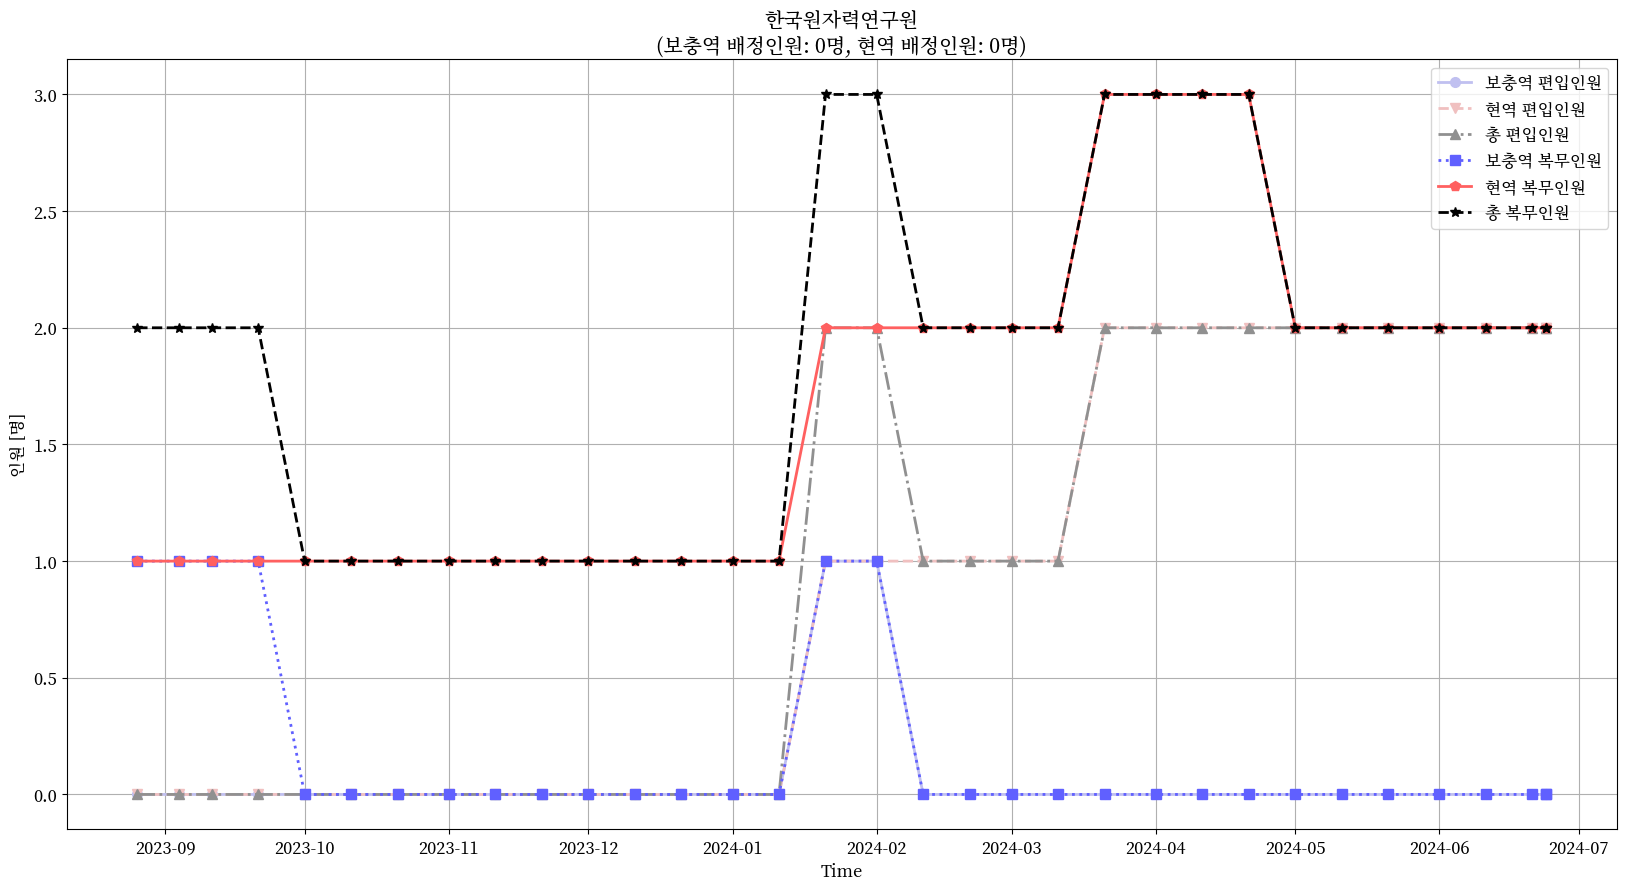 한국원자력연구원
(보충역 배정인원: 0명, 현역 배정인원: 0명)
보충역 편입인원
현역 편입인원
총 편입인원
보충역 복무인원
현역 복무인원
총 복무인원
인원 [명]
3.0
2.5
2.0
1.5
1.0
0.5
0.0
2023-09 2023-10 2023-11 2023-12 2024-01 2024-02 2024-03 2024-04 2024-05 2024-06 2024-07
Time